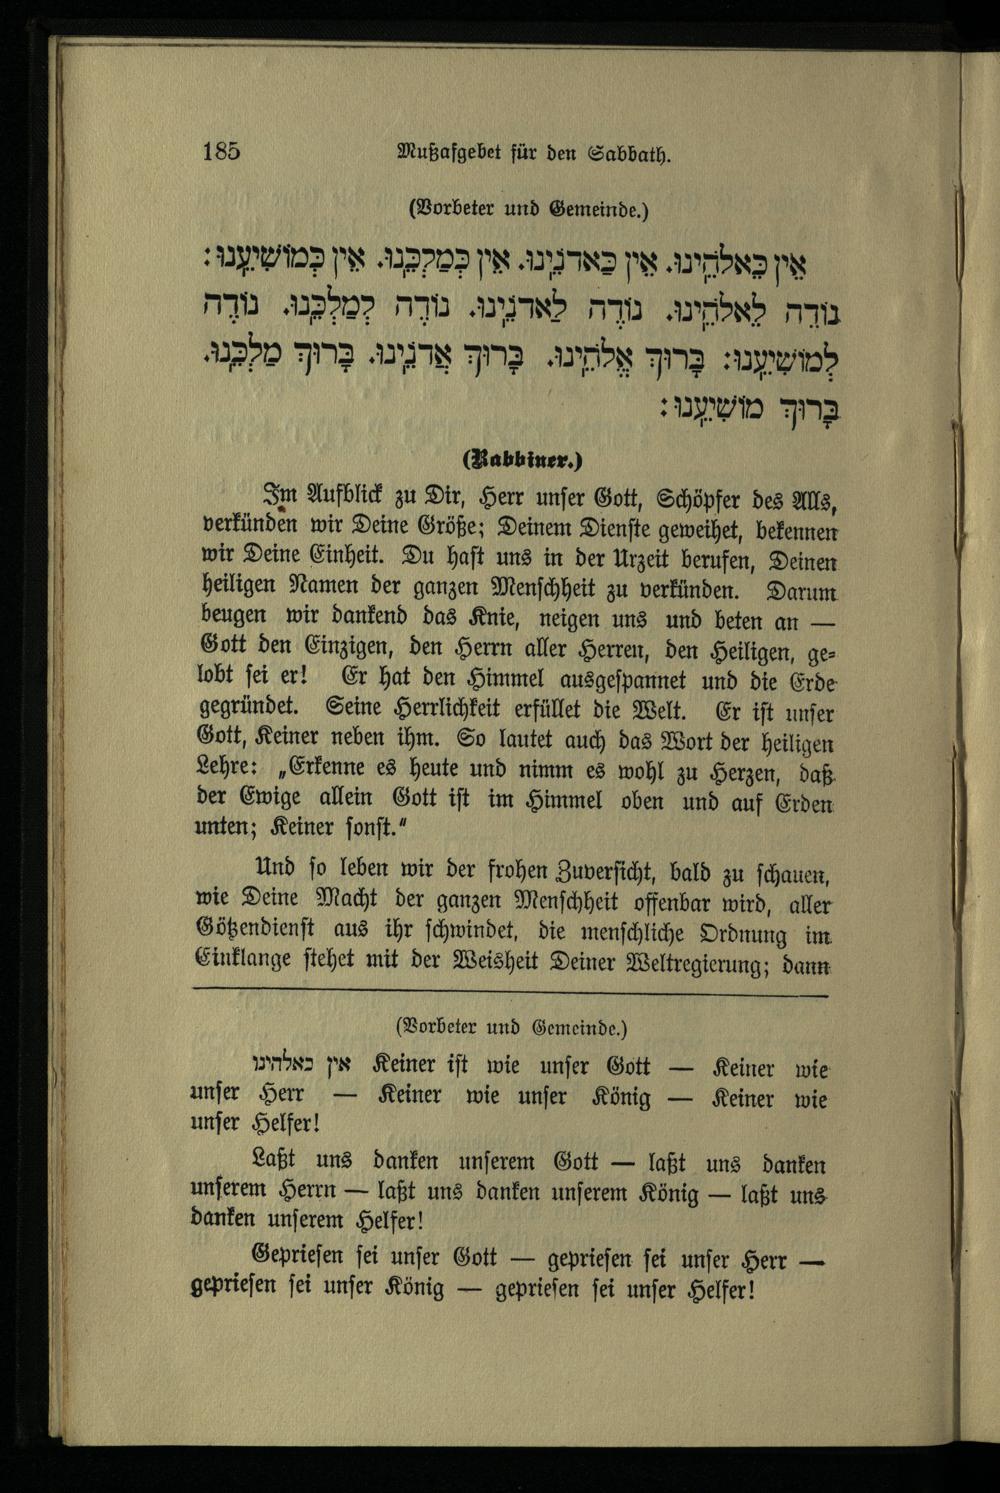 185 Mußafgebet für den Sabbath.
(Vorbeter und Gemeinde.)
אֵין כֵּאלֹהֵינוּ. אֵין כַּאדֹנֵינוּ. אֵין כְּמַלְכֵּנוּ. אֵין כְּמוֹשִׁיעֵנוּ:
נוֹדֶה לֵאלֹהֵינוּ. נוֹדֶה לַאדֹנֵינוּ. נוֹדֶה לְמַלְכֵּנוּ. נוֹדֶה
לְמוֹשִׁיעֵנוּ: בָּרוּךְ אֱלֹהֵינוּ. בָּרוּךְ אֲדֹנֵינוּ. בָּרוּךְ מַלְכֵּנוּ.
בָּרוּךְ מוֹשִׁיעֵנוּ:
(Rabbiner.)
Im Aufblick zu Dir, Herr unser Gott, Schöpfer des Alls,
verkünden wir Deine Größe; Deinem Dienste geweihet, bekennen
wir Deine Einheit. Du hast uns in der Urzeit berufen, Deinen
heiligen Namen der ganzen Menschheit zu verkünden. Darum
beugen wir dankend das Knie, neigen uns und beten an —
Gott den Einzigen, den Herrn aller Herren, den Heiligen, ge-
lobt sei er! Er hat den Himmel ausgespannet und die Erde
gegründet. Seine Herrlichkeit erfüllet die Welt. Er ist unser
Gott, Keiner neben ihm. So lautet auch das Wort der heiligen
Lehre: „Erkenne es heute und nimm es wohl zu Herzen, daß
der Ewige allein Gott ist im Himmel oben und auf Erden
unten; Keiner sonst."
Und so leben wir der frohen Zuversicht, bald zu schauen,
wie Deine Macht der ganzen Menschheit offenbar wird, aller
Götzendienst aus ihr schwindet, die menschliche Ordnung im
Einklange stehet mit der Weisheit Deiner Weltregierung; dann
(Vorbeter und Gemeinde.)
אין כאלהינו Keiner ist wie unser Gott — Keiner wie
unser Herr — Keiner wie unser König — Keiner wie
unser Helfer!
Laßt uns danken unserem Gott — laßt uns danken
unserem Herrn — laßt uns danken unserem König — laßt uns
danken unserem Helfer!
Gepriesen sei unser Gott — gepriesen sei unser Herr —
gepriesen sei unser König — gepriesen sei unser Helfer!